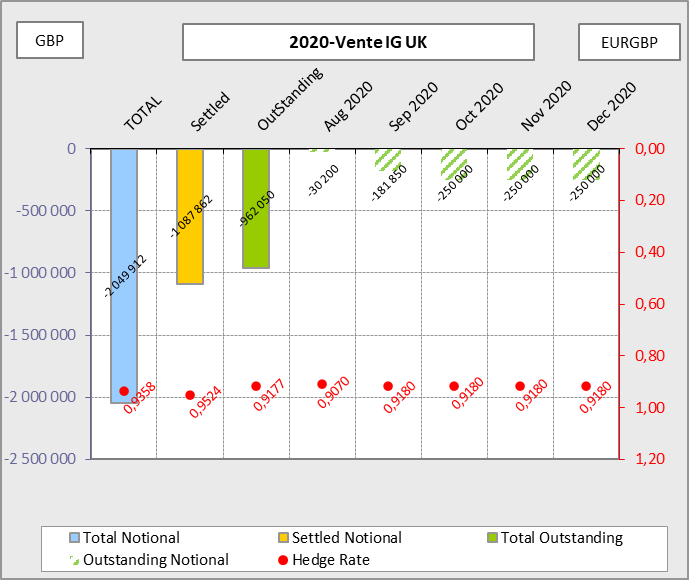 GBP
2020-Vente IG UK
EURGBP
TOTAL
Settled
OutStanding
Aug 2020
Sep 2020
Oct 2020
Nov 2020
Dec 2020
0
-500 000
-1 000 000
-1 500 000
-2 000 000
-2 500 000
-2 049 912
-1 087 862
-962 050
-30 200
-181 850
-250 000
-250 000
-250 000
0,9358
0,9524
0,9177
0,9070
0,9180
0,9180
0,9180
0,9180
0,00
0,20
0,40
0,60
0,80
1,00
1,20
Total Notional
Settled Notional
Total Outstanding
Outstanding Notional
Hedge Rate